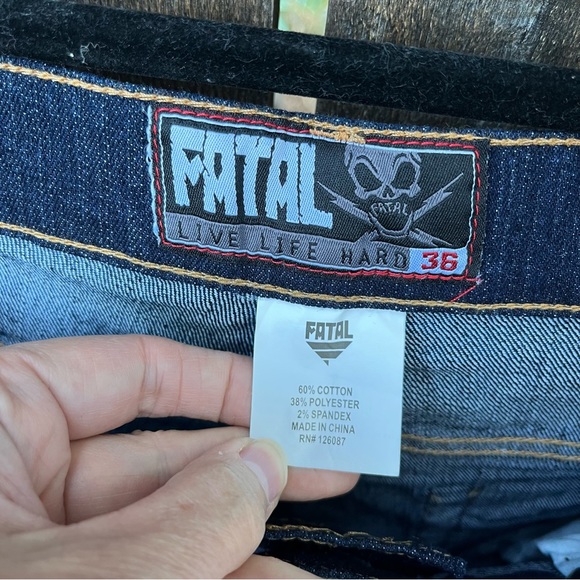 FATAL
FATAL
LIVE LIFE HARD 36
FATAL
60% COTTON
38% POLYESTER
2% SPANDEX
MADE IN CHINA
RN# 126087